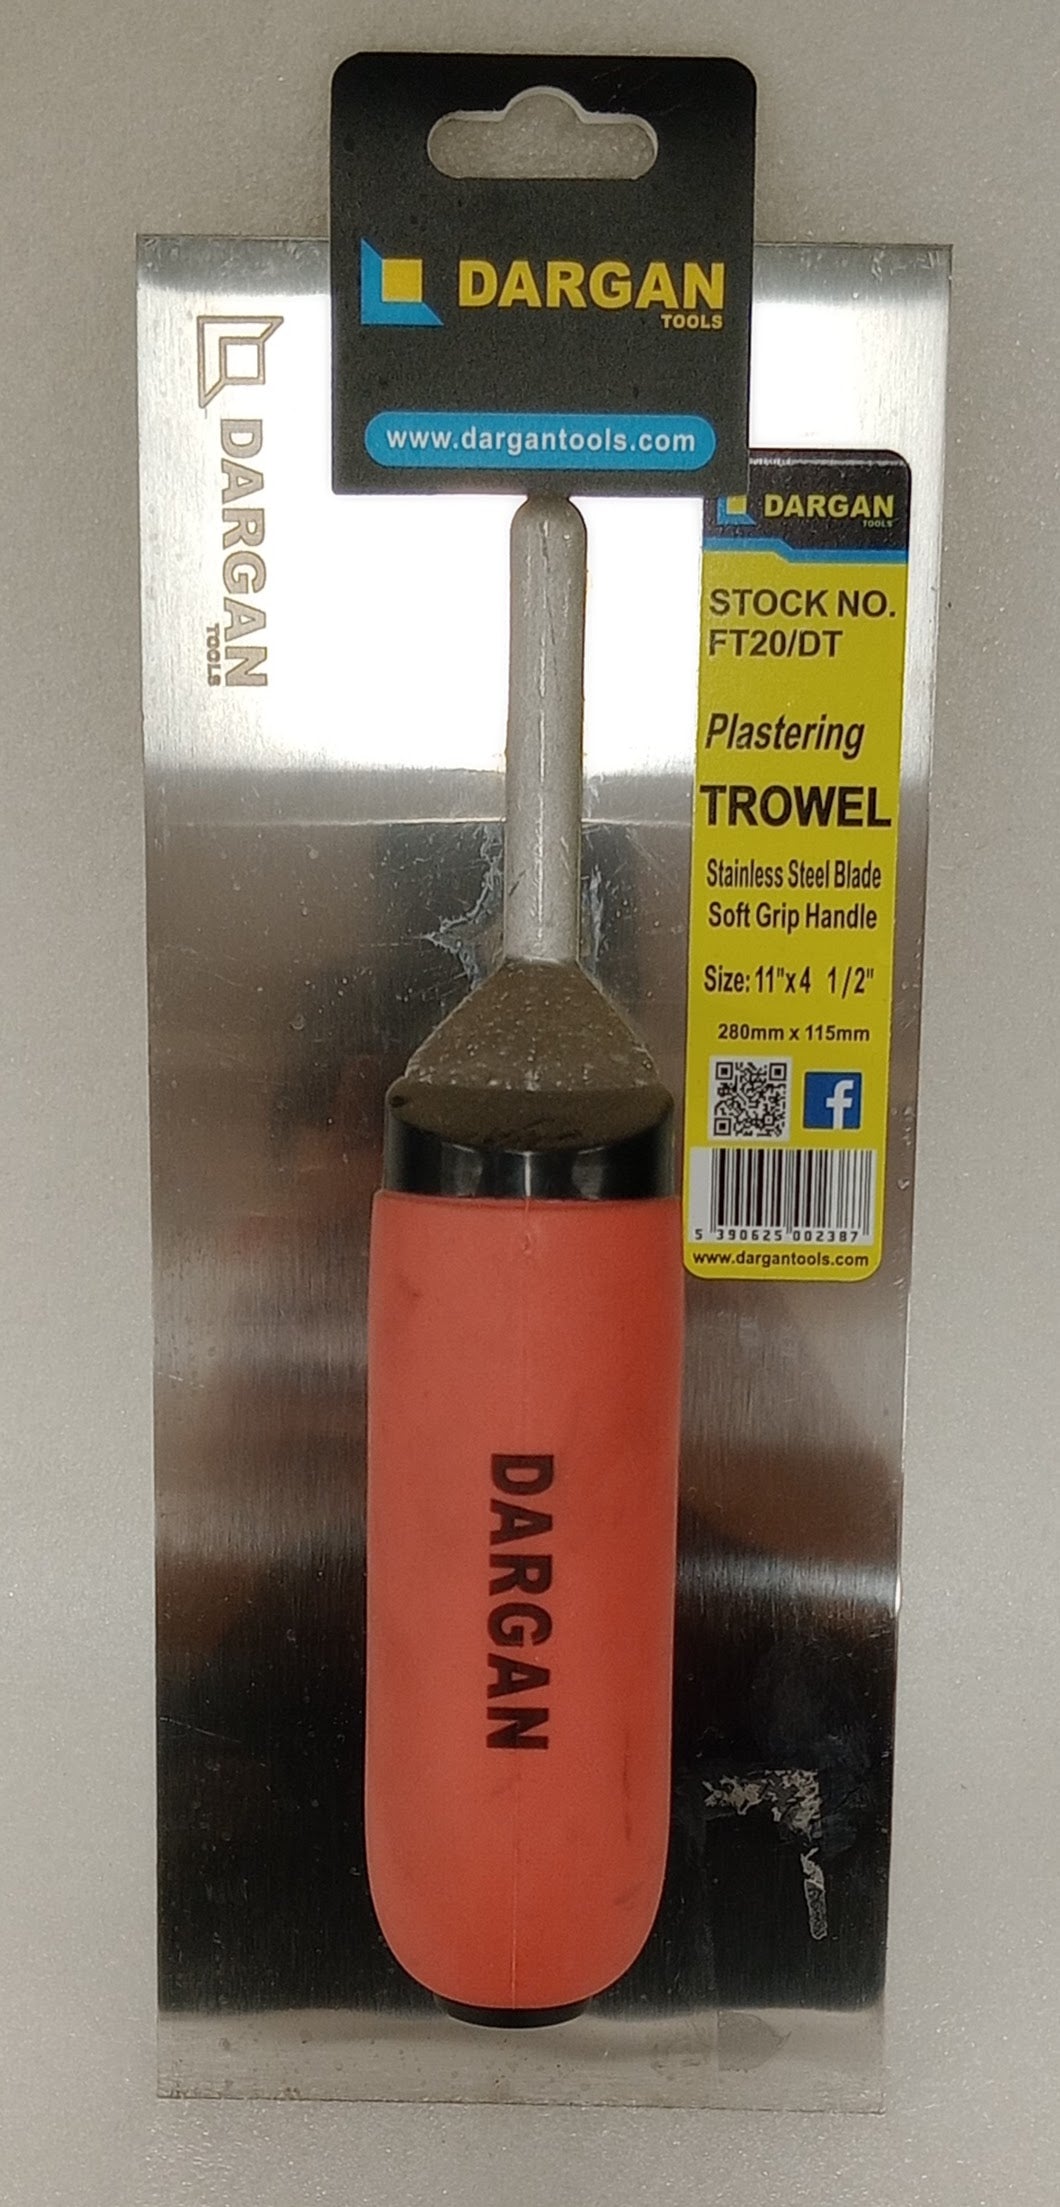 DARGAN
TOOLS
www.dargantools.com
DARGAN
TOOLS
DARGAN
TOOLS
STOCK NO.
FT20/DT
Plastering
TROWEL
Stainless Steel Blade
Soft Grip Handle
Size: 11"x4 1/2"
280mm x 115mm
f
5 390625 002387
www.dargantools.com
DARGAN